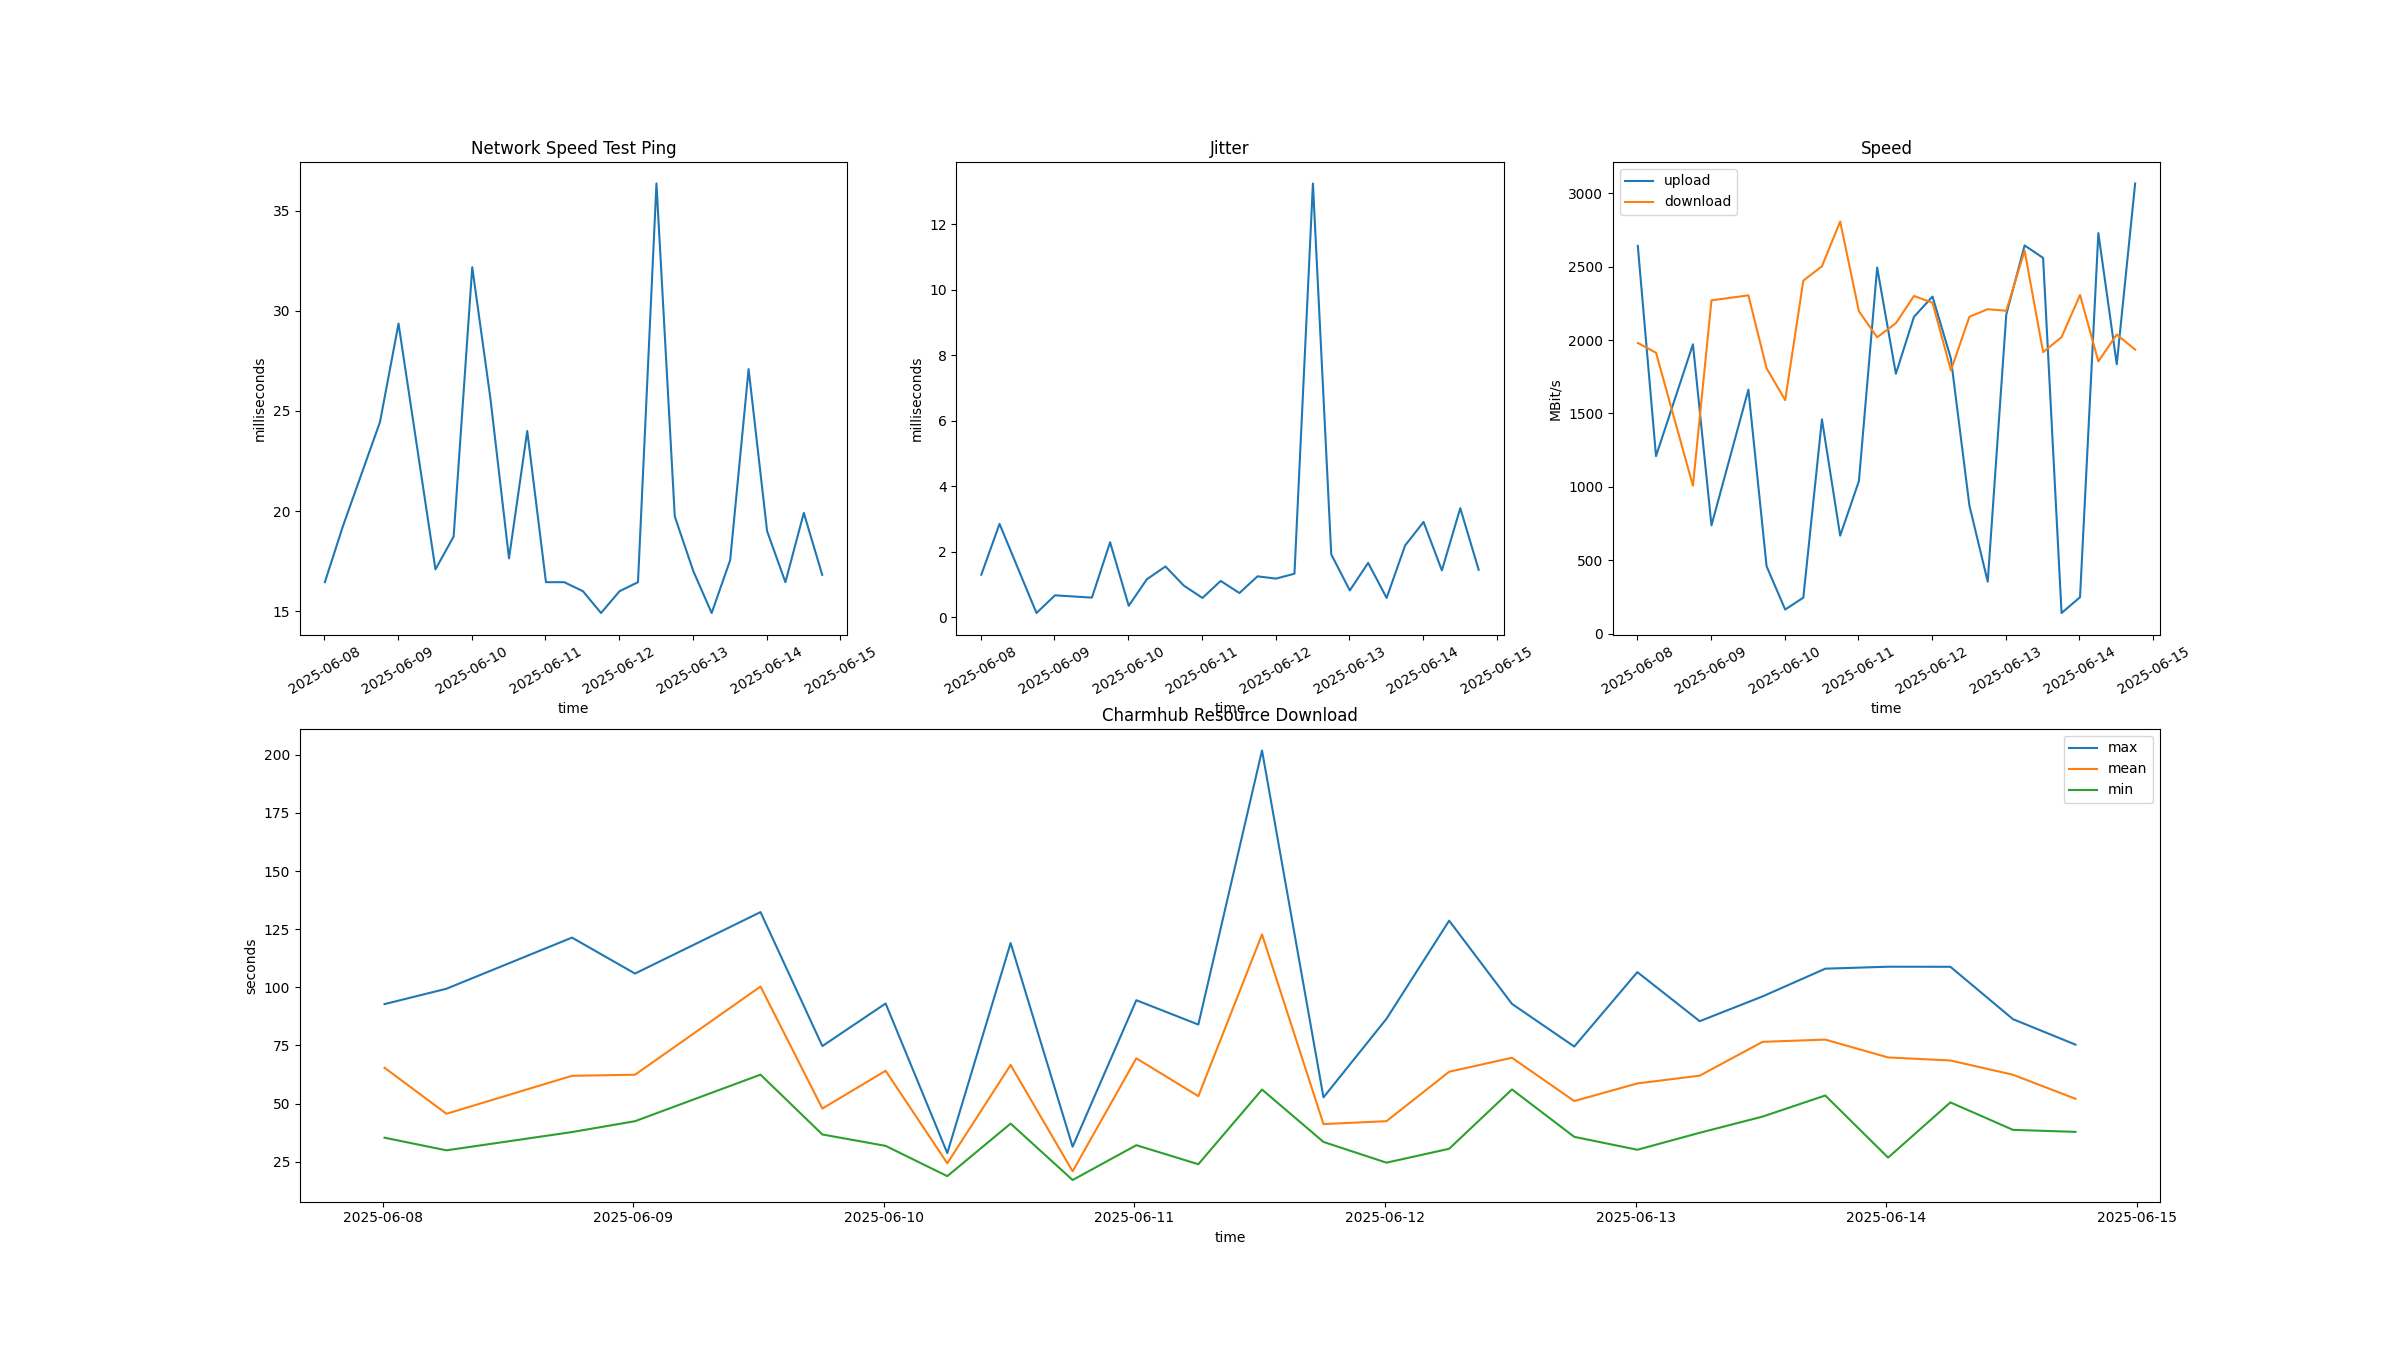 Network Speed Test Ping
milliseconds
35
30
25
20
15
2025-06-08 2025-06-09 2025-06-10 2025-06-11 2025-06-12 2025-06-13 2025-06-14 2025-06-15
time
Jitter
milliseconds
12
10
8
6
4
2
0
2025-06-08 2025-06-09 2025-06-10 2025-06-11 2025-06-12 2025-06-13 2025-06-14 2025-06-15
time
Speed
upload
download
MBit/s
3000
2500
2000
1500
1000
500
0
2025-06-08 2025-06-09 2025-06-10 2025-06-11 2025-06-12 2025-06-13 2025-06-14 2025-06-15
time
Charmhub Resource Download
max
mean
min
seconds
200
175
150
125
100
75
50
25
2025-06-08 2025-06-09 2025-06-10 2025-06-11 2025-06-12 2025-06-13 2025-06-14 2025-06-15
time